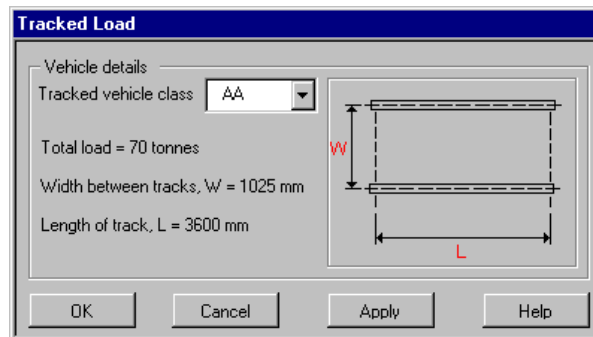 Tracked Load
Vehicle details
Tracked vehicle class AA
Total load = 70 tonnes
Width between tracks, W = 1025 mm
Length of track, L = 3600 mm
W
L
OK Cancel Apply Help